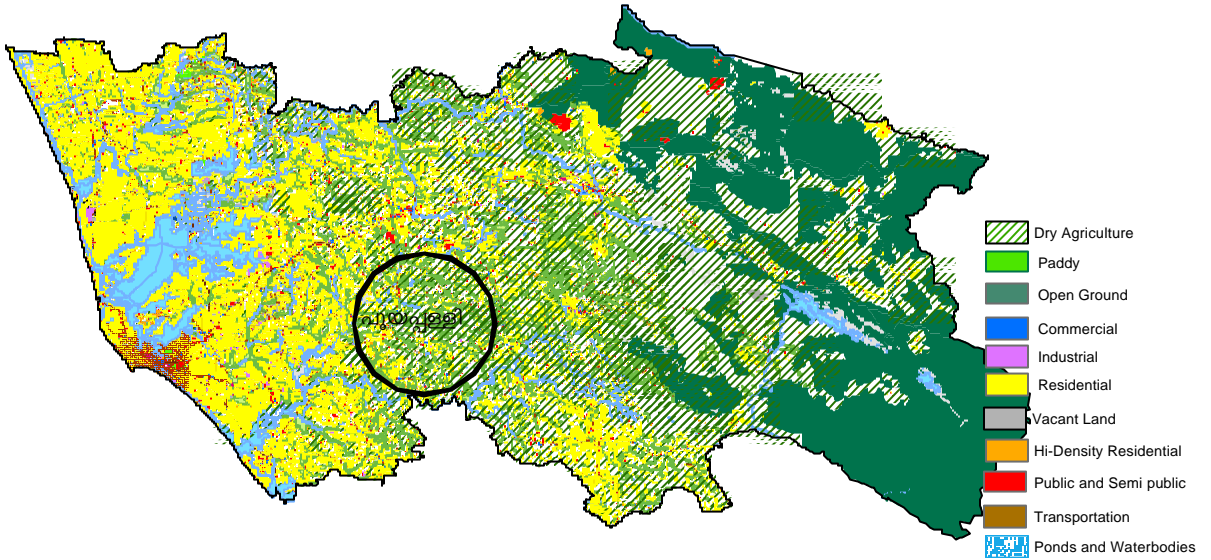 പൂയപ്പള്ളി
Dry Agriculture
Paddy
Open Ground
Commercial
Industrial
Residential
Vacant Land
Hi-Density Residential
Public and Semi public
Transportation
Ponds and Waterbodies